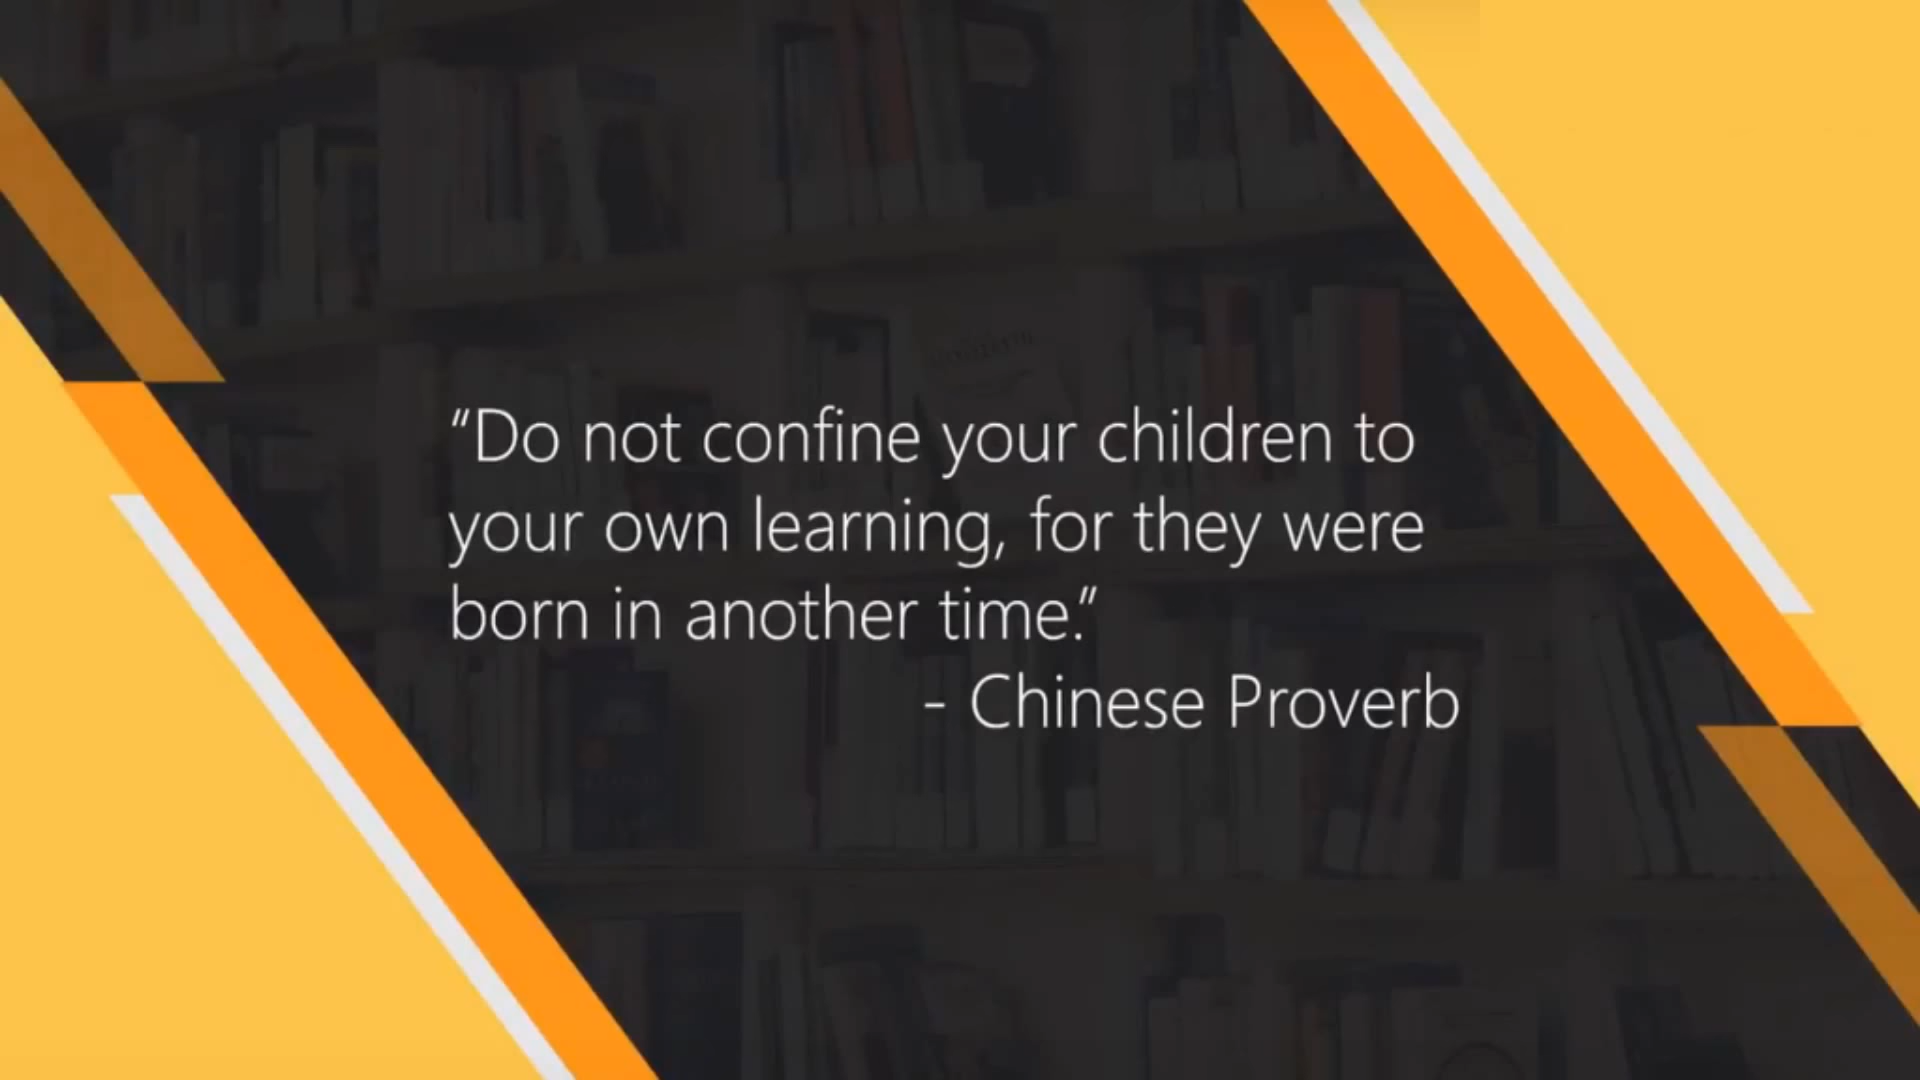 “Do not confine your children to
your own learning, for they were
born in another time.”
- Chinese Proverb